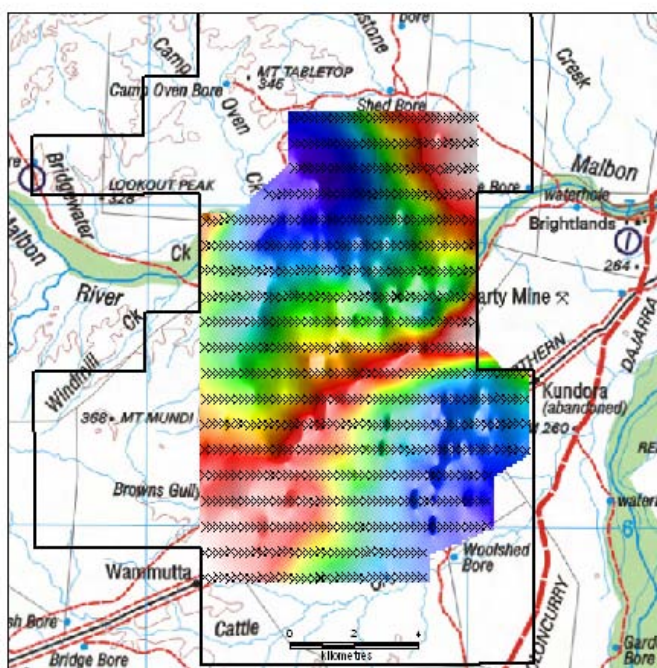 Camp
Oven
Ck
MT TABLETOP
346
Camp Oven Bore
Shed Bore
Creek
Bridgewater
LOOKOUT PEAK
328
Bore
Malbon
waterhole
Brightlands
264
Malbon
River
Ck
Windmill
Ck
arty Mine
THERN
DAJARRA
Kundora
(abandoned)
368
MT MUNDI
260
Browns Gully
6
Woolshed
Bore
Wammutta
sh Bore
Cattle
Bridge Bore
0 2 4
kilometres
Bore